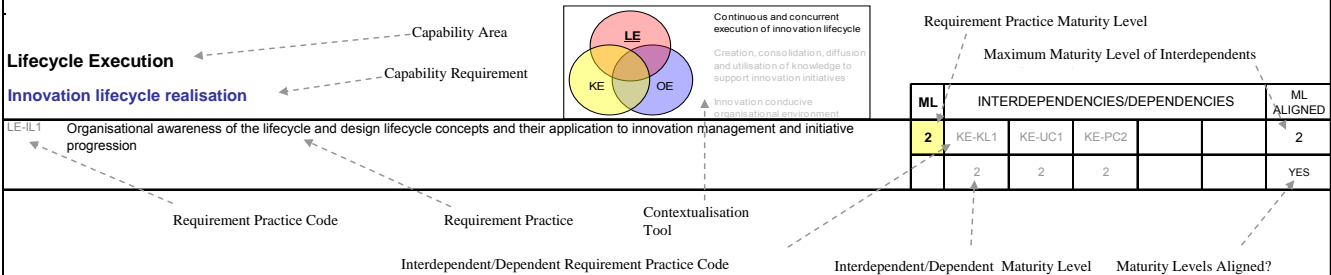 Capability Area
Requirement Practice Maturity Level
Continuous and concurrent
execution of innovation lifecycle
LE
Creation, consolidation, diffusion
and utilisation of knowledge to
support innovation initiatives
KE
OE
Innovation conducive
organisational environment
Maximum Maturity Level of Interdependents
Lifecycle Execution
Capability Requirement
Innovation lifecycle realisation
ML INTERDEPENDENCIES/DEPENDENCIES ML
ALIGNED
LE-IL1 Organisational awareness of the lifecycle and design lifecycle concepts and their application to innovation management and initiative
progression
2 KE-KL1 KE-UC1 KE-PC2 2
2 2 2 YES
Requirement Practice Code
Requirement Practice
Contextualisation
Tool
Interdependent/Dependent Requirement Practice Code
Interdependent/Dependent Maturity Level
Maturity Levels Aligned?